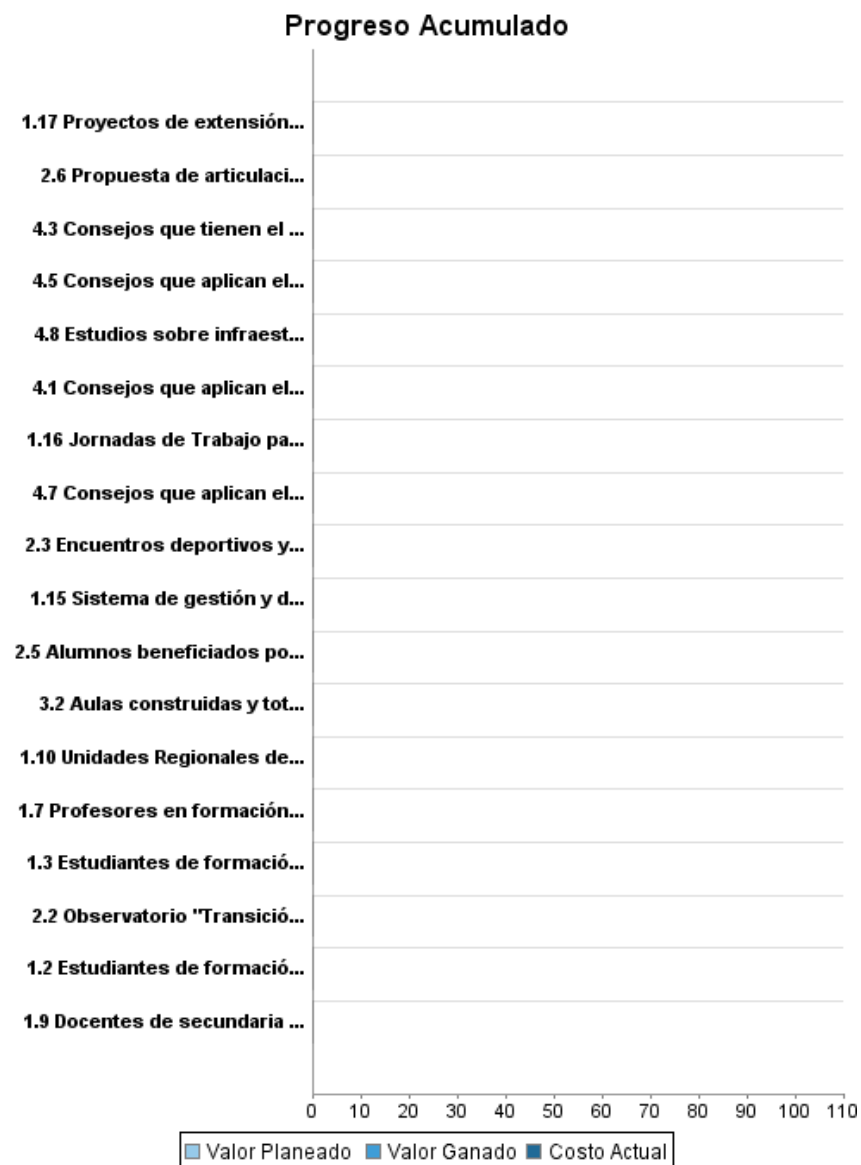 Progreso Acumulado
1.17 Proyectos de extensión...
2.6 Propuesta de articulaci...
4.3 Consejos que tienen el ...
4.5 Consejos que aplican el...
4.8 Estudios sobre infraest...
4.1 Consejos que aplican el...
1.16 Jornadas de Trabajo pa...
4.7 Consejos que aplican el...
2.3 Encuentros deportivos y...
1.15 Sistema de gestión y d...
2.5 Alumnos beneficiados po...
3.2 Aulas construidas y tot...
1.10 Unidades Regionales de...
1.7 Profesores en formación...
1.3 Estudiantes de formació...
2.2 Observatorio "Transició...
1.2 Estudiantes de formació...
1.9 Docentes de secundaria ...
0 10 20 30 40 50 60 70 80 90 100 110
Valor Planeado Valor Ganado Costo Actual